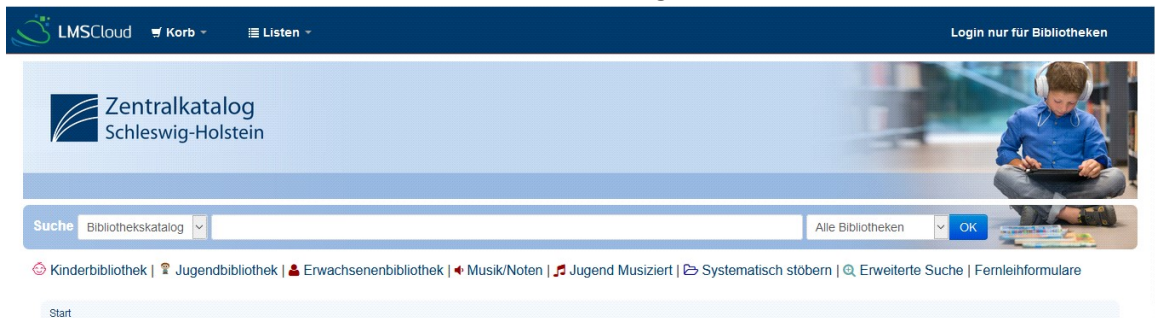 LMSCloud Korb Listen Login nur für Bibliotheken
Zentralkatalog
Schleswig-Holstein
Suche Bibliothekskatalog Alle Bibliotheken OK
Kinderbibliothek | Jugendbibliothek | Erwachsenenbibliothek | Musik/Noten | Jugend Musiziert | Systematisch stöbern | Erweiterte Suche | Fernleihformulare
Start